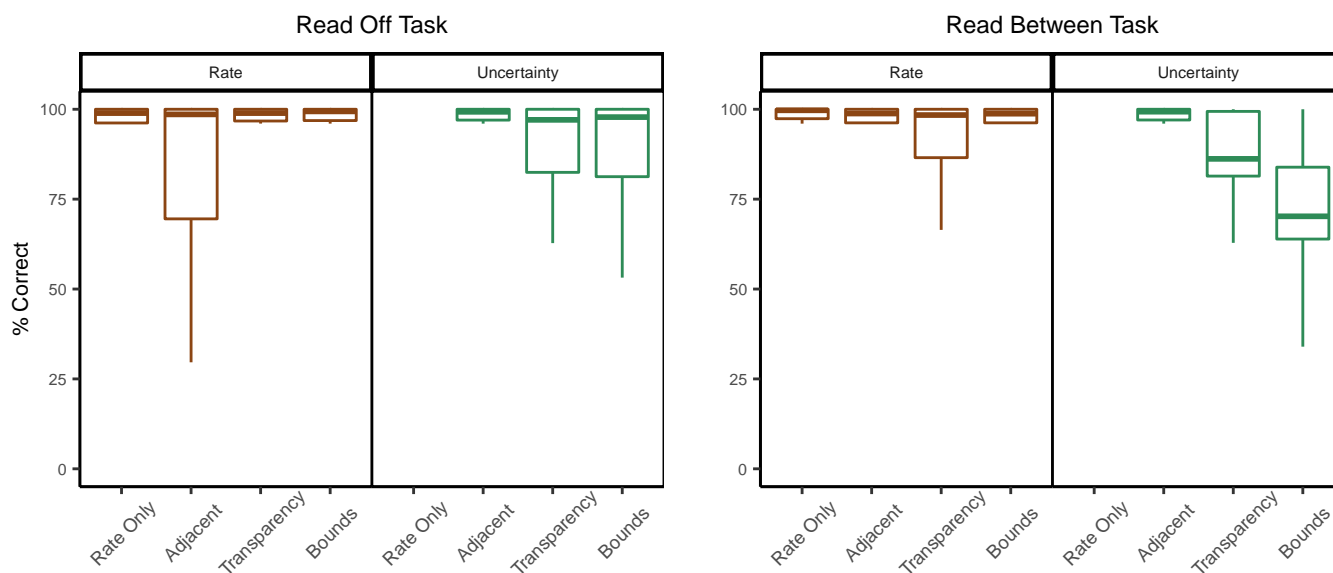 Read Off Task
Read Between Task
Rate
Uncertainty
Rate
Uncertainty
% Correct
100
75
50
25
0
100
75
50
25
0
Rate Only
Adjacent
Transparency
Bounds
Rate Only
Adjacent
Transparency
Bounds
Rate Only
Adjacent
Transparency
Bounds
Rate Only
Adjacent
Transparency
Bounds